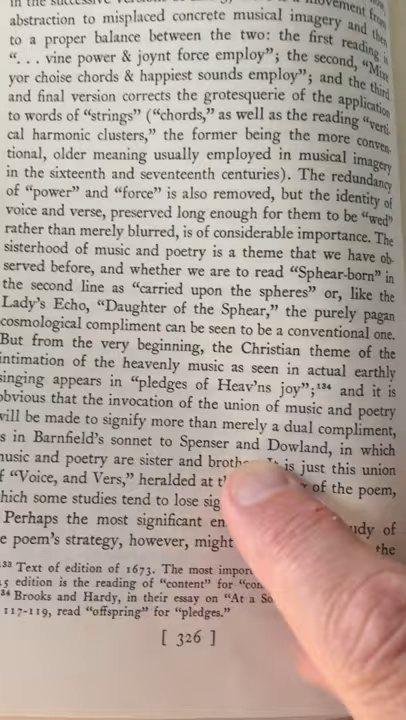 in the successive versions of
abstraction to misplaced concrete musical imagery and then
to a proper balance between the two: the first reading is
“. . . vine power & joynt force employ”; the second, “Mixe
yor choise chords & happiest sounds employ”; and the third
and final version corrects the grotesquerie of the application
to words of “strings” (“chords,” as well as the reading “verti-
cal harmonic clusters,” the former being the more conven-
tional, older meaning usually employed in musical imagery
in the sixteenth and seventeenth centuries). The redundancy
of “power” and “force” is also removed, but the identity of
voice and verse, preserved long enough for them to be “wed”
rather than merely blurred, is of considerable importance. The
sisterhood of music and poetry is a theme that we have ob-
served before, and whether we are to read “Sphear-born” in
the second line as “carried upon the spheres” or, like the
Lady’s Echo, “Daughter of the Sphear,” the purely pagan
cosmological compliment can be seen to be a conventional one.
But from the very beginning, the Christian theme of the
intimation of the heavenly music as seen in actual earthly
singing appears in “pledges of Heav’ns joy”;¹³⁴ and it is
obvious that the invocation of the union of music and poetry
will be made to signify more than merely a dual compliment,
s in Barnfield’s sonnet to Spenser and Dowland, in which
music and poetry are sister and brothe It is just this union
f “Voice, and Vers,” heralded at of the poem,
hich some studies tend to lose sig
Perhaps the most significant en udy of
e poem’s strategy, however, might the
¹³³ Text of edition of 1673. The most impor
5 edition is the reading of “content” for “con
³⁴ Brooks and Hardy, in their essay on “At a So
117-119, read “offspring” for “pledges.”
[ 326 ]